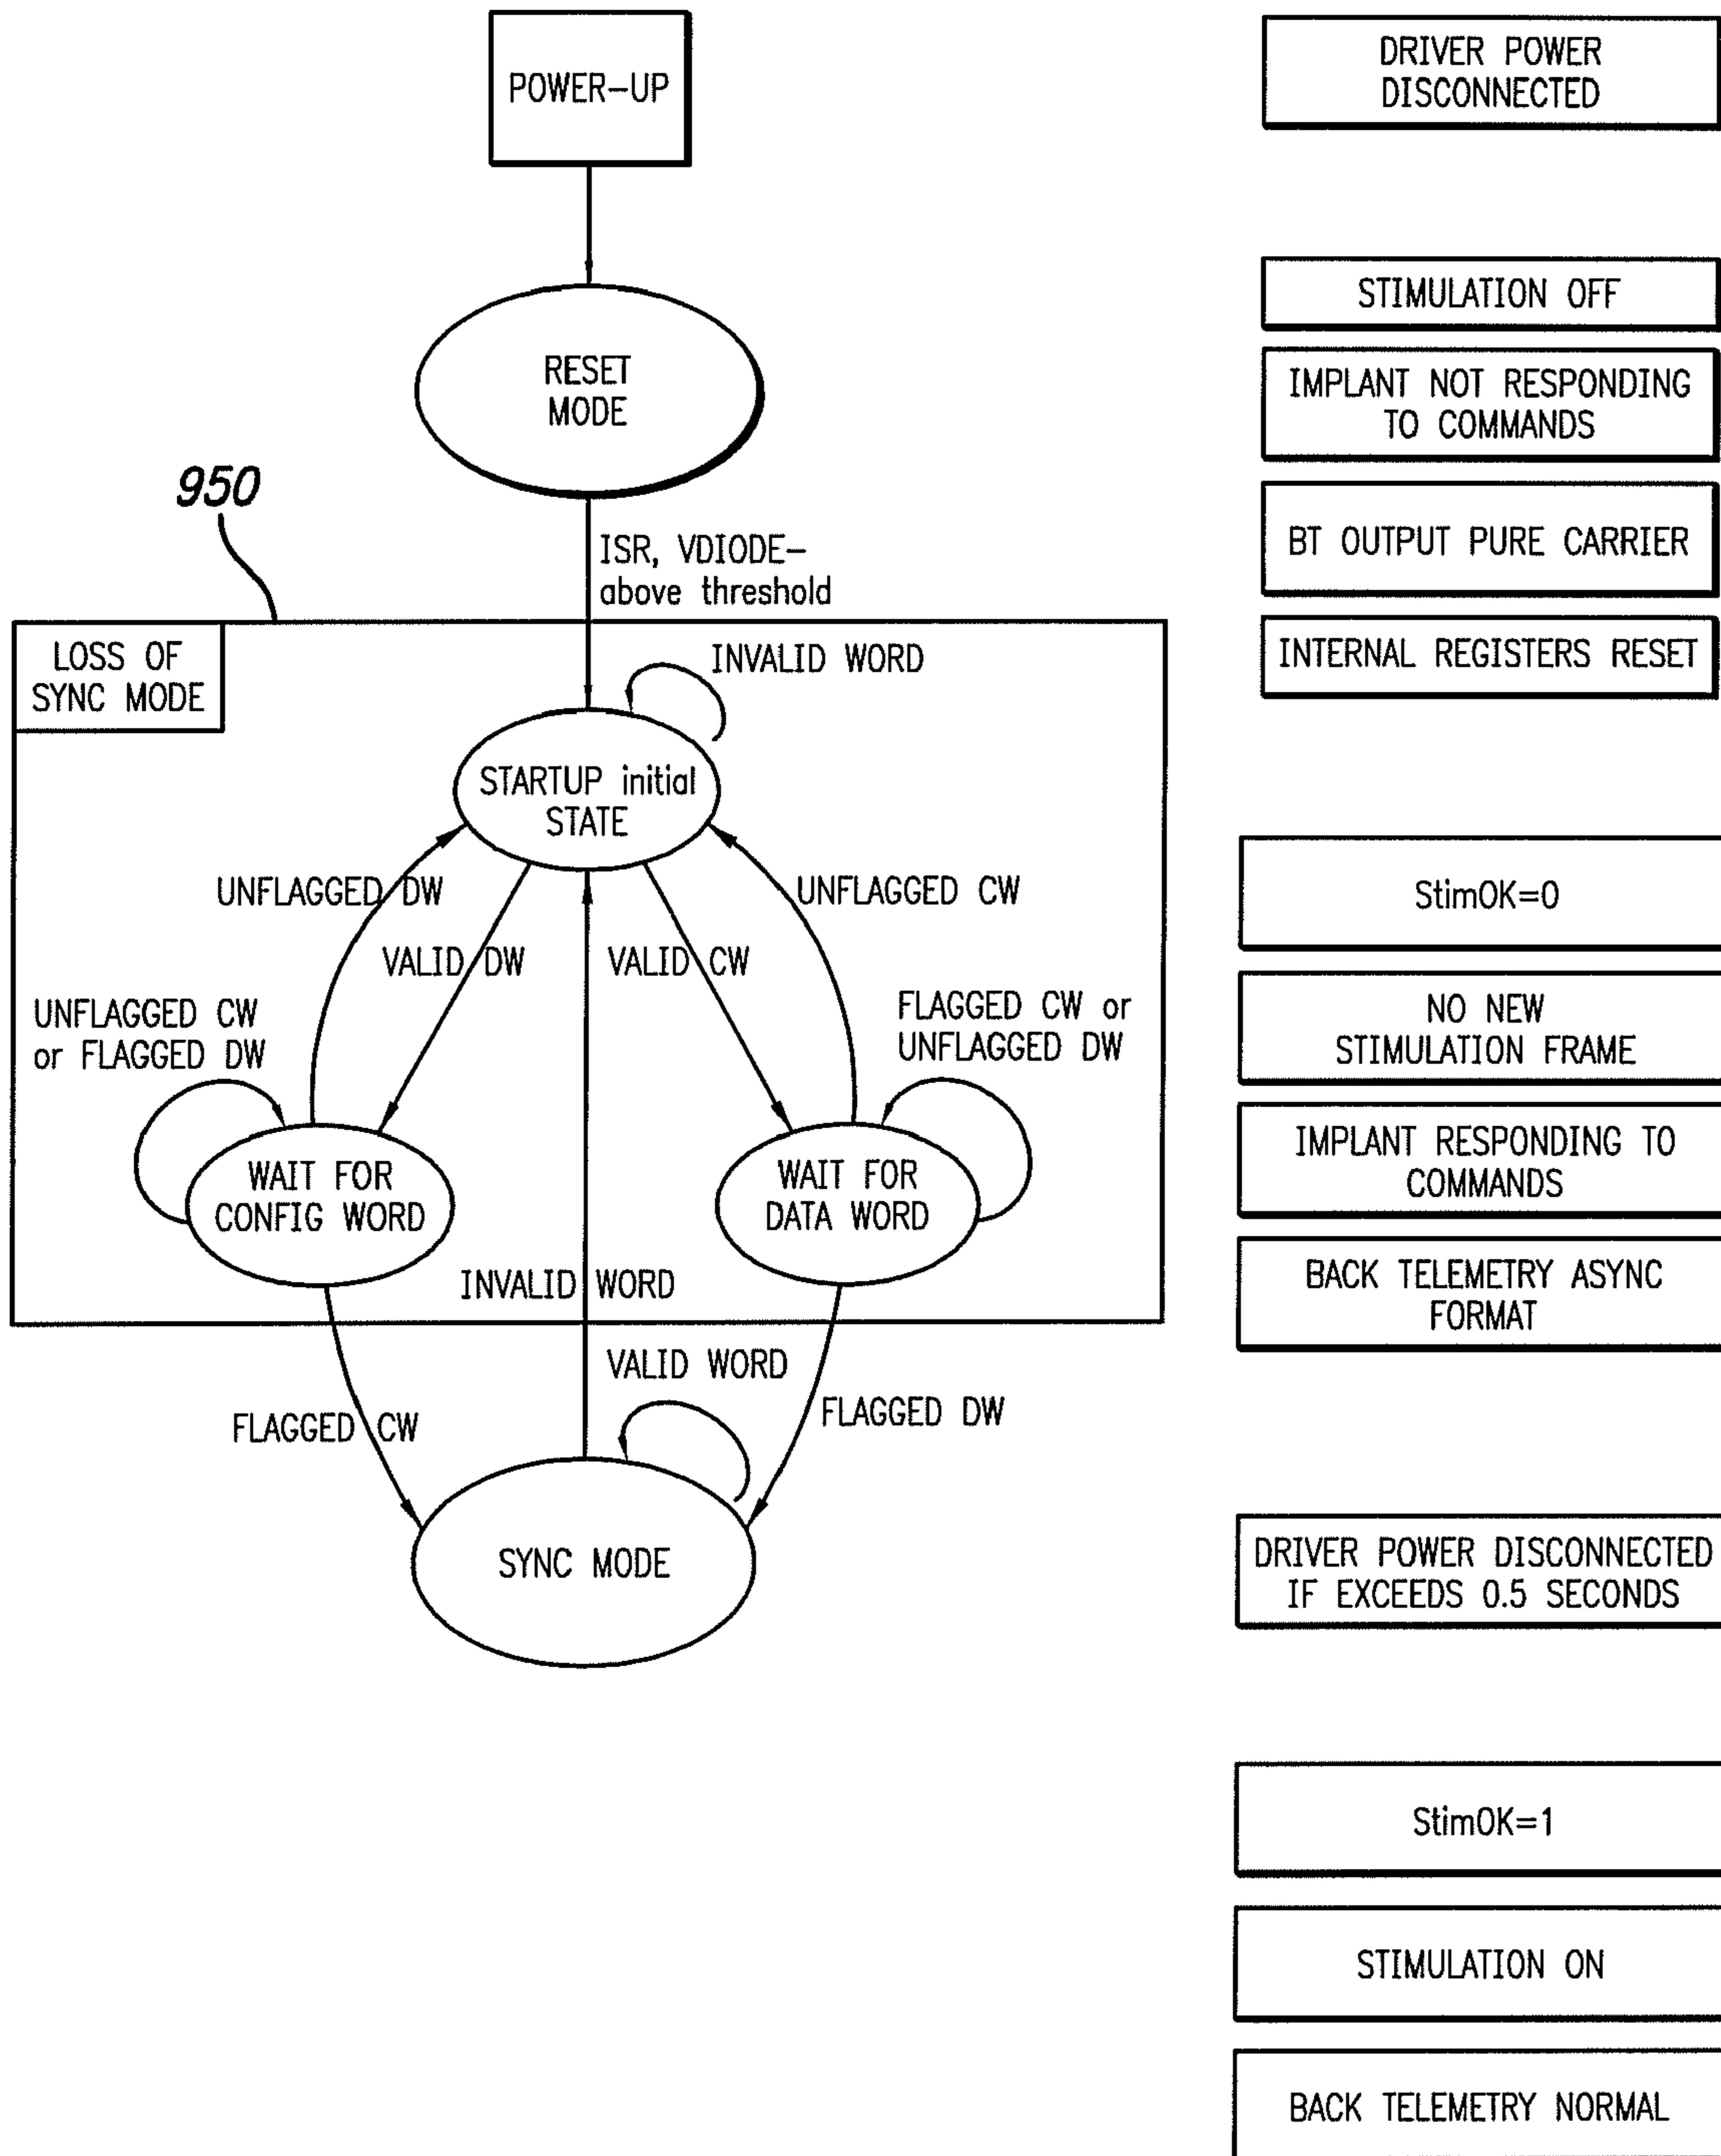 POWER-UP
RESET
MODE
950
ISR, VDIODE-
above threshold
LOSS OF
SYNC MODE
INVALID WORD
STARTUP initial
STATE
UNFLAGGED DW
UNFLAGGED CW
VALID DW
VALID CW
UNFLAGGED CW
or FLAGGED DW
FLAGGED CW or
UNFLAGGED DW
WAIT FOR
CONFIG WORD
WAIT FOR
DATA WORD
INVALID WORD
VALID WORD
FLAGGED CW
FLAGGED DW
SYNC MODE
DRIVER POWER
DISCONNECTED
STIMULATION OFF
IMPLANT NOT RESPONDING
TO COMMANDS
BT OUTPUT PURE CARRIER
INTERNAL REGISTERS RESET
StimOK=0
NO NEW
STIMULATION FRAME
IMPLANT RESPONDING TO
COMMANDS
BACK TELEMETRY ASYNC
FORMAT
DRIVER POWER DISCONNECTED
IF EXCEEDS 0.5 SECONDS
StimOK=1
STIMULATION ON
BACK TELEMETRY NORMAL